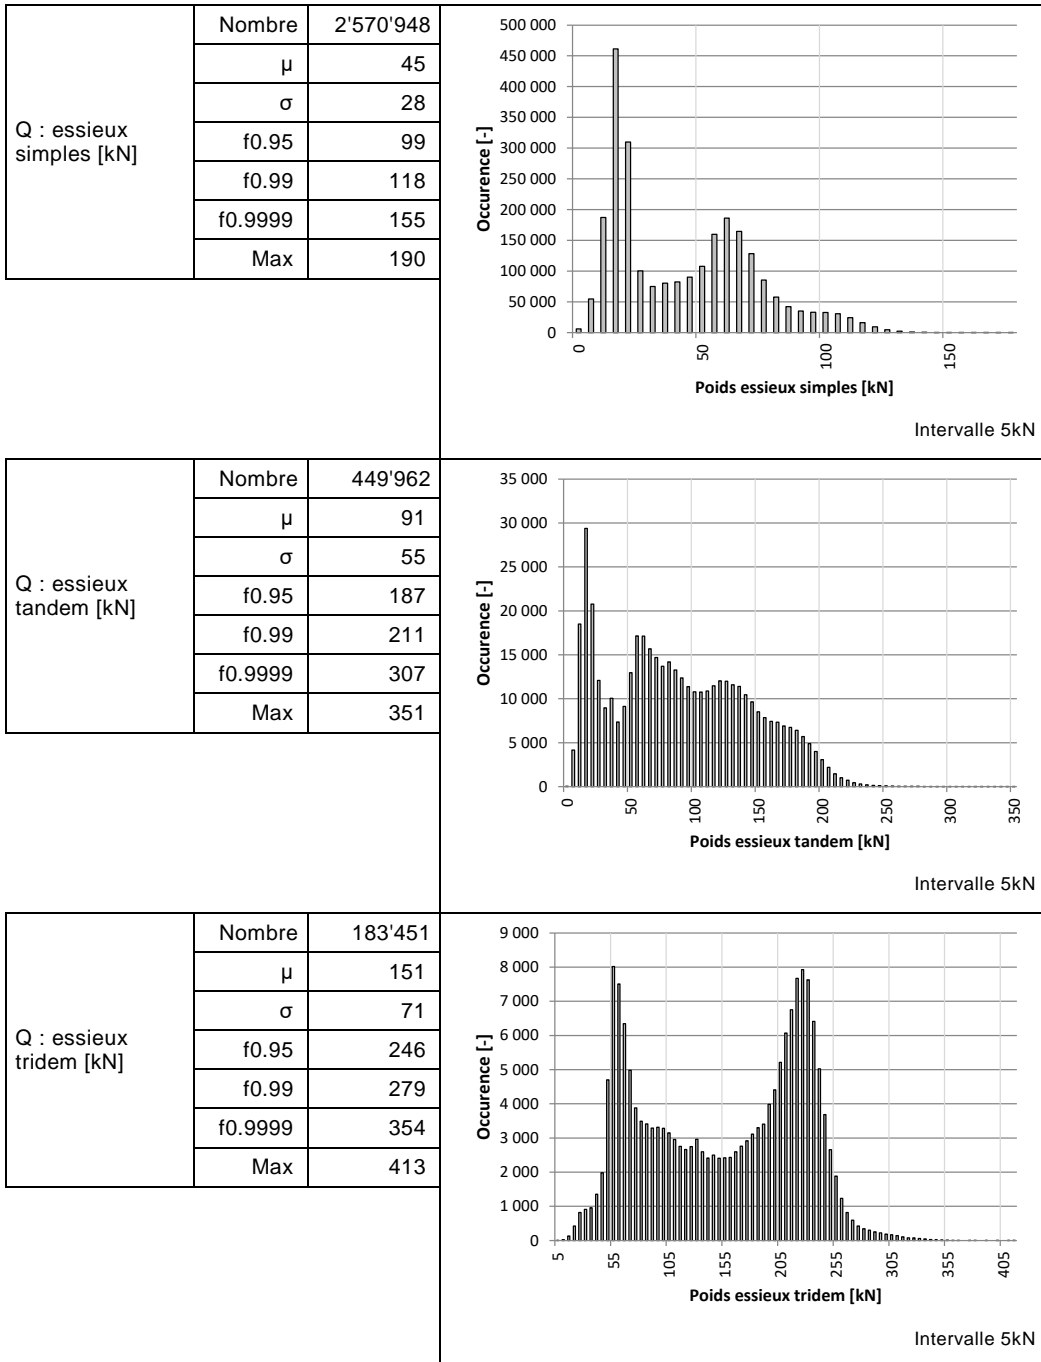 Q : essieux
simples [kN]
Nombre 2'570'948
μ 45
σ 28
f0.95 99
f0.99 118
f0.9999 155
Max 190
500 000
450 000
400 000
350 000
300 000
250 000
200 000
150 000
100 000
50 000
0
Occurence [-]
0 50 100 150
Poids essieux simples [kN]
Intervalle 5kN
Q : essieux
tandem [kN]
Nombre 449'962
μ 91
σ 55
f0.95 187
f0.99 211
f0.9999 307
Max 351
35 000
30 000
25 000
20 000
15 000
10 000
5 000
0
Occurence [-]
0 50 100 150 200 250 300 350
Poids essieux tandem [kN]
Intervalle 5kN
Q : essieux
tridem [kN]
Nombre 183'451
μ 151
σ 71
f0.95 246
f0.99 279
f0.9999 354
Max 413
9 000
8 000
7 000
6 000
5 000
4 000
3 000
2 000
1 000
0
Occurence [-]
5 55 105 155 205 255 305 355 405
Poids essieux tridem [kN]
Intervalle 5kN